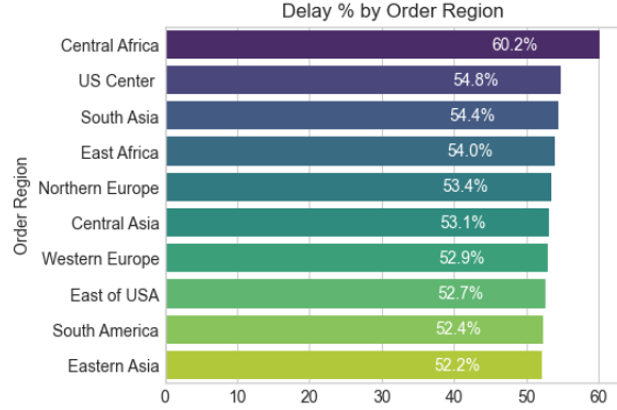 Delay % by Order Region
Order Region
Central Africa 60.2%
US Center 54.8%
South Asia 54.4%
East Africa 54.0%
Northern Europe 53.4%
Central Asia 53.1%
Western Europe 52.9%
East of USA 52.7%
South America 52.4%
Eastern Asia 52.2%
0 10 20 30 40 50 60